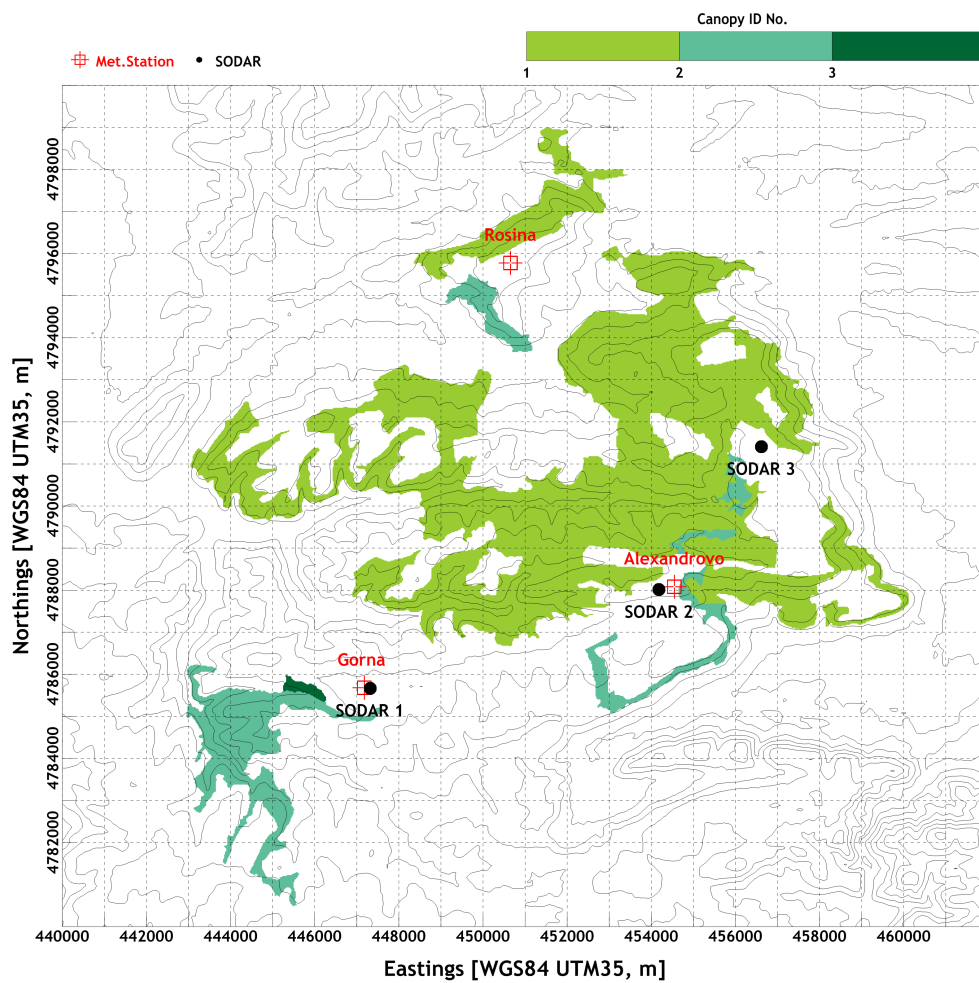 Canopy ID No.
Met.Station SODAR
1 2 3
4798000
4796000
4794000
4792000
4790000
4788000
4786000
4784000
4782000
Northings [WGS84 UTM35, m]
Rosina
SODAR 3
Alexandrovo
SODAR 2
Gorna
SODAR 1
440000 442000 444000 446000 448000 450000 452000 454000 456000 458000 460000
Eastings [WGS84 UTM35, m]